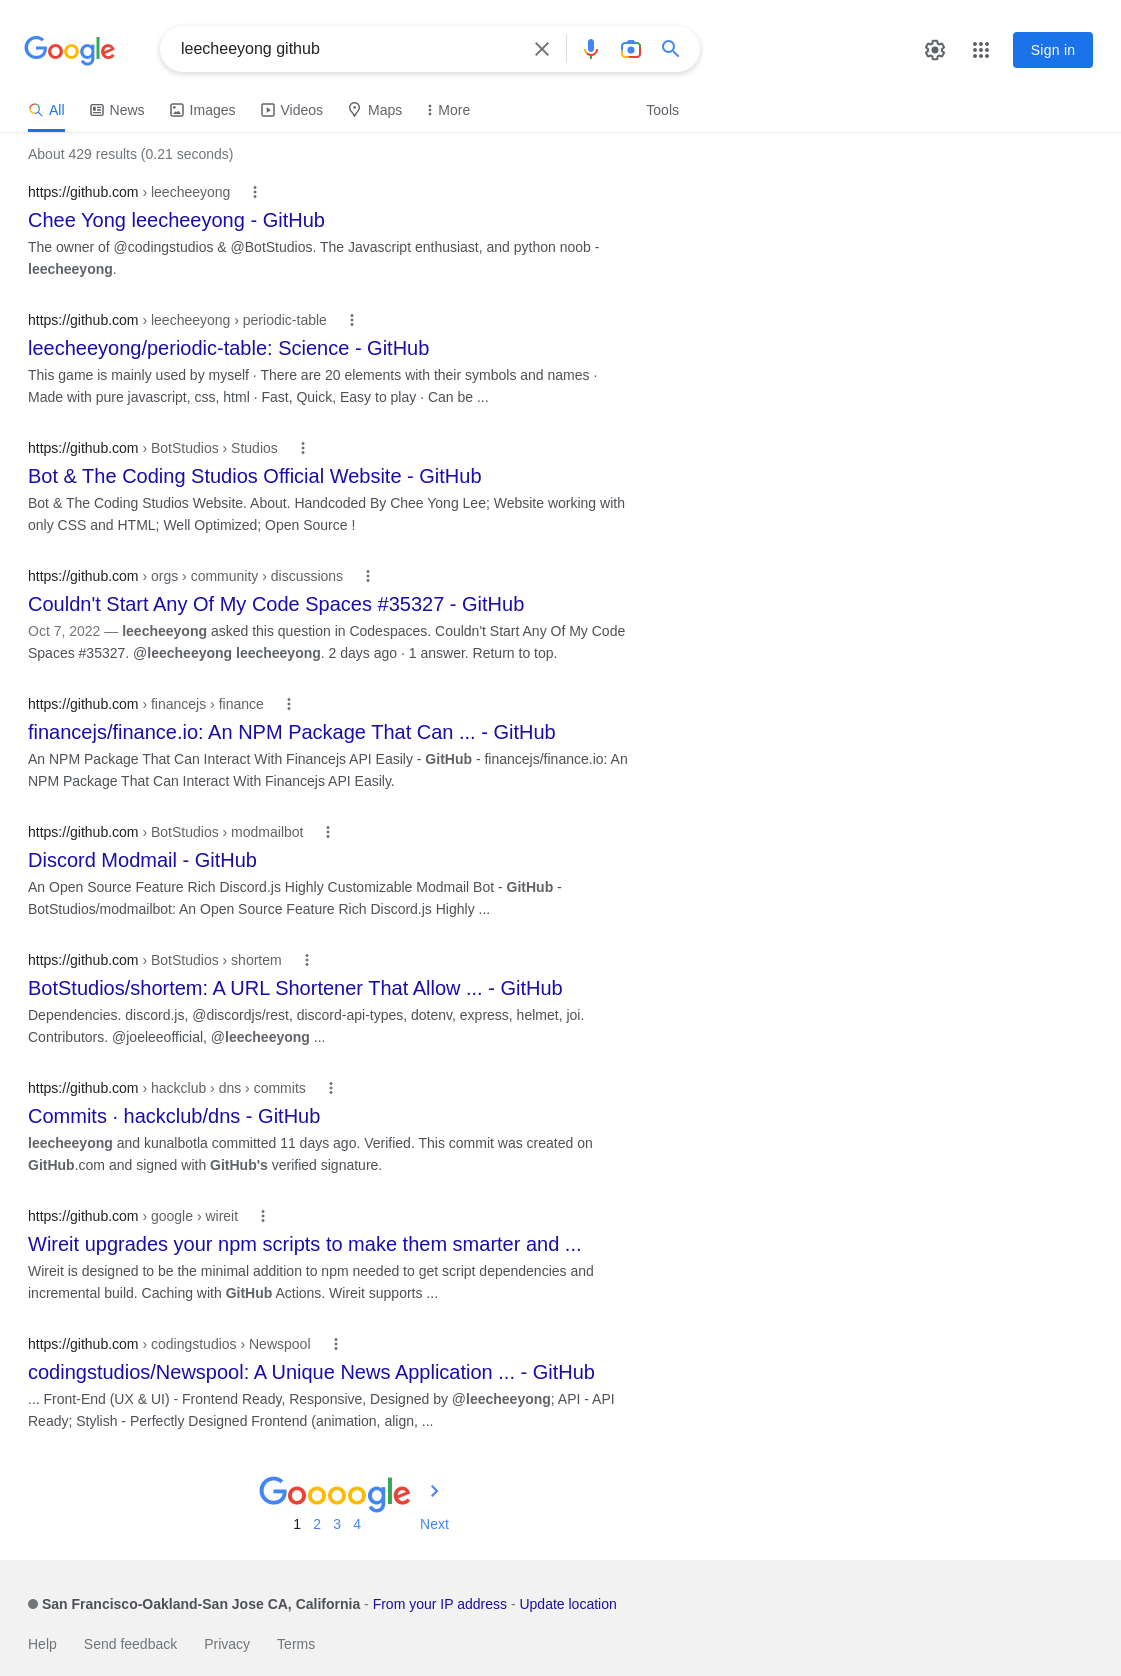 Google
leecheeyong github
Sign in
All News Images Videos Maps More Tools
About 429 results (0.21 seconds)
https://github.com › leecheeyong
Chee Yong leecheeyong - GitHub
The owner of @codingstudios & @BotStudios. The Javascript enthusiast, and python noob -
leecheeyong.
https://github.com › leecheeyong › periodic-table
leecheeyong/periodic-table: Science - GitHub
This game is mainly used by myself · There are 20 elements with their symbols and names ·
Made with pure javascript, css, html · Fast, Quick, Easy to play · Can be ...
https://github.com › BotStudios › Studios
Bot & The Coding Studios Official Website - GitHub
Bot & The Coding Studios Website. About. Handcoded By Chee Yong Lee; Website working with
only CSS and HTML; Well Optimized; Open Source !
https://github.com › orgs › community › discussions
Couldn't Start Any Of My Code Spaces #35327 - GitHub
Oct 7, 2022 — leecheeyong asked this question in Codespaces. Couldn't Start Any Of My Code
Spaces #35327. @leecheeyong leecheeyong. 2 days ago · 1 answer. Return to top.
https://github.com › financejs › finance
financejs/finance.io: An NPM Package That Can ... - GitHub
An NPM Package That Can Interact With Financejs API Easily - GitHub - financejs/finance.io: An
NPM Package That Can Interact With Financejs API Easily.
https://github.com › BotStudios › modmailbot
Discord Modmail - GitHub
An Open Source Feature Rich Discord.js Highly Customizable Modmail Bot - GitHub -
BotStudios/modmailbot: An Open Source Feature Rich Discord.js Highly ...
https://github.com › BotStudios › shortem
BotStudios/shortem: A URL Shortener That Allow ... - GitHub
Dependencies. discord.js, @discordjs/rest, discord-api-types, dotenv, express, helmet, joi.
Contributors. @joeleeofficial, @leecheeyong ...
https://github.com › hackclub › dns › commits
Commits · hackclub/dns - GitHub
leecheeyong and kunalbotla committed 11 days ago. Verified. This commit was created on
GitHub.com and signed with GitHub's verified signature.
https://github.com › google › wireit
Wireit upgrades your npm scripts to make them smarter and ...
Wireit is designed to be the minimal addition to npm needed to get script dependencies and
incremental build. Caching with GitHub Actions. Wireit supports ...
https://github.com › codingstudios › Newspool
codingstudios/Newspool: A Unique News Application ... - GitHub
... Front-End (UX & UI) - Frontend Ready, Responsive, Designed by @leecheeyong; API - API
Ready; Stylish - Perfectly Designed Frontend (animation, align, ...
Goooogle
1 2 3 4 Next
San Francisco-Oakland-San Jose CA, California - From your IP address - Update location
Help Send feedback Privacy Terms